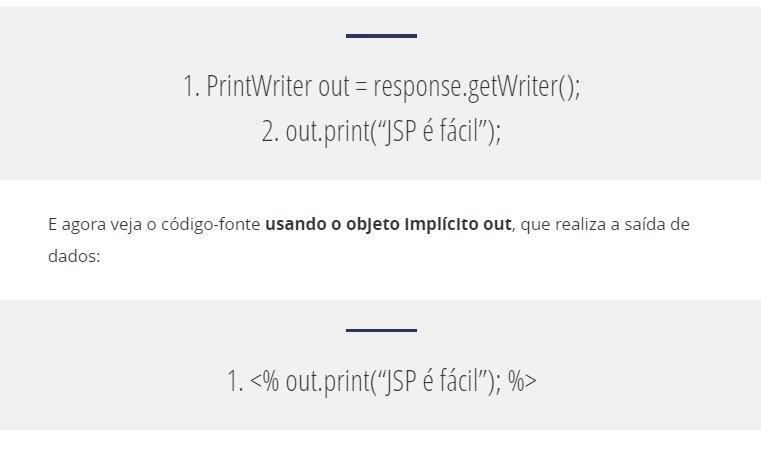 1. PrintWriter out = response.getWriter();
2. out.print(“JSP é fácil”);
E agora veja o código-fonte usando o objeto implícito out, que realiza a saída de
dados:
1. <% out.print(“JSP é fácil”); %>